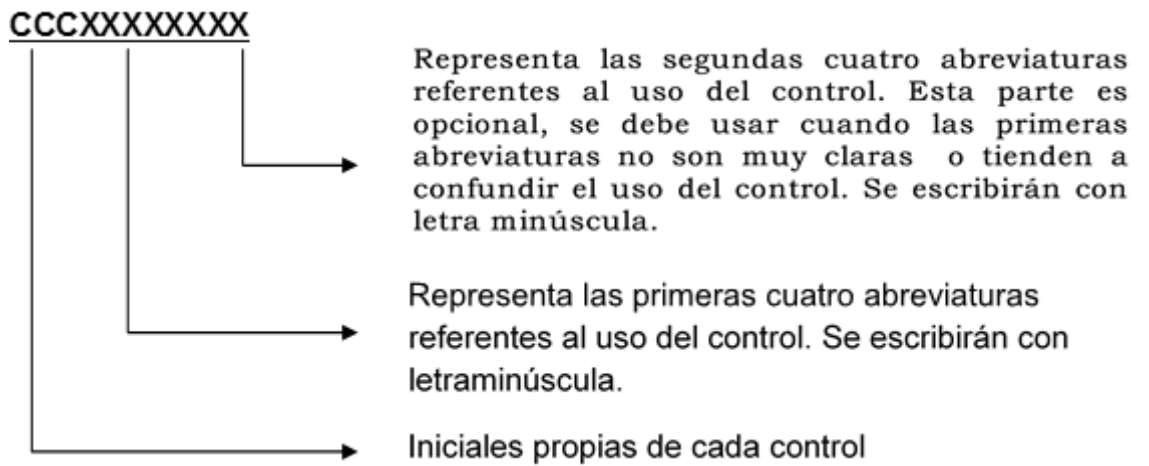 CCCXXXXXXXX
Representa las segundas cuatro abreviaturas
referentes al uso del control. Esta parte es
opcional, se debe usar cuando las primeras
abreviaturas no son muy claras o tienden a
confundir el uso del control. Se escribirán con
letra minúscula.
Representa las primeras cuatro abreviaturas
referentes al uso del control. Se escribirán con
letraminúscula.
Iniciales propias de cada control